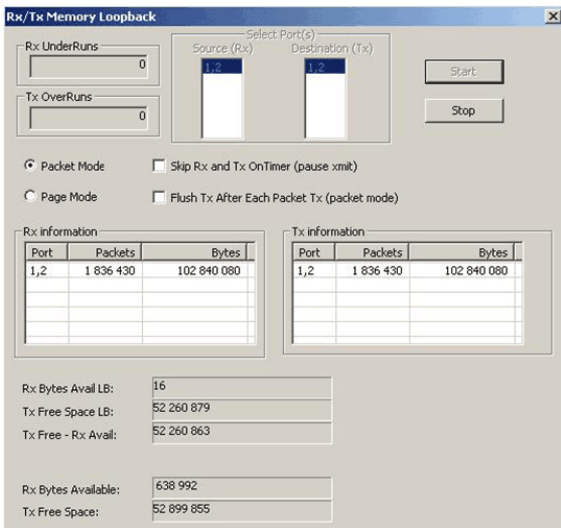 Rx/Tx Memory Loopback
Rx UnderRuns
0
Tx OverRuns
0
Select Port(s)
Source (Rx) Destination (Tx)
1,2 1,2
Start
Stop
Packet Mode Skip Rx and Tx OnTimer (pause xmit)
Page Mode Flush Tx After Each Packet Tx (packet mode)
Rx information
Port Packets Bytes
1,2 1 836 430 102 840 080
Tx information
Port Packets Bytes
1,2 1 836 430 102 840 080
Rx Bytes Avail LB: 16
Tx Free Space LB: 52 260 879
Tx Free - Rx Avail: 52 260 863
Rx Bytes Available: 638 992
Tx Free Space: 52 899 855